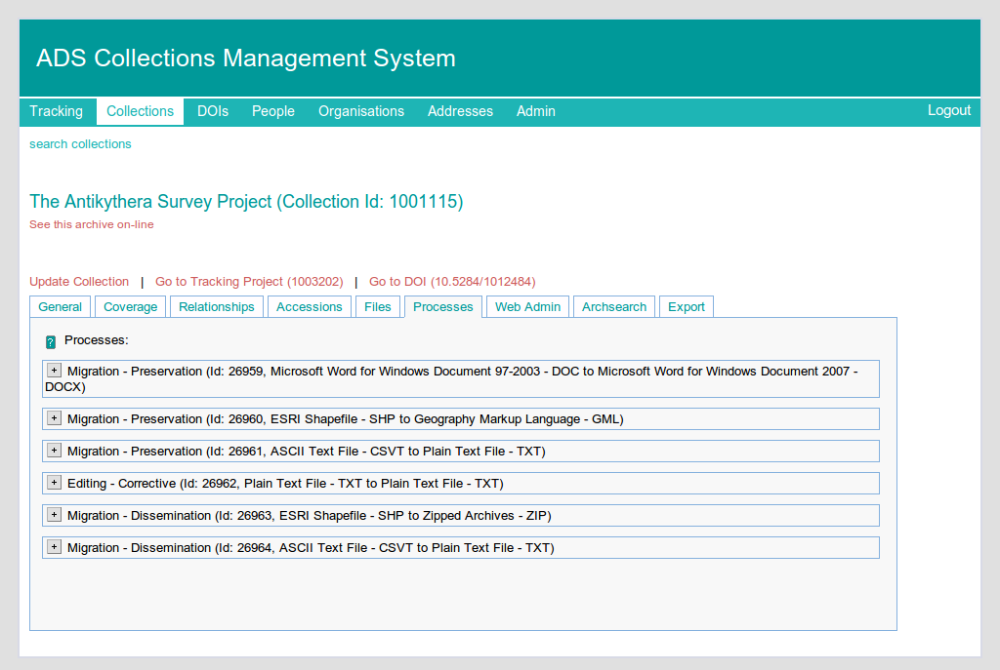 ADS Collections Management System
Tracking Collections DOIs People Organisations Addresses Admin Logout
search collections
The Antikythera Survey Project (Collection Id: 1001115)
See this archive on-line
Update Collection | Go to Tracking Project (1003202) | Go to DOI (10.5284/1012484)
General Coverage Relationships Accessions Files Processes Web Admin Archsearch Export
? Processes:
+ Migration - Preservation (Id: 26959, Microsoft Word for Windows Document 97-2003 - DOC to Microsoft Word for Windows Document 2007 -
DOCX)
+ Migration - Preservation (Id: 26960, ESRI Shapefile - SHP to Geography Markup Language - GML)
+ Migration - Preservation (Id: 26961, ASCII Text File - CSVT to Plain Text File - TXT)
+ Editing - Corrective (Id: 26962, Plain Text File - TXT to Plain Text File - TXT)
+ Migration - Dissemination (Id: 26963, ESRI Shapefile - SHP to Zipped Archives - ZIP)
+ Migration - Dissemination (Id: 26964, ASCII Text File - CSVT to Plain Text File - TXT)